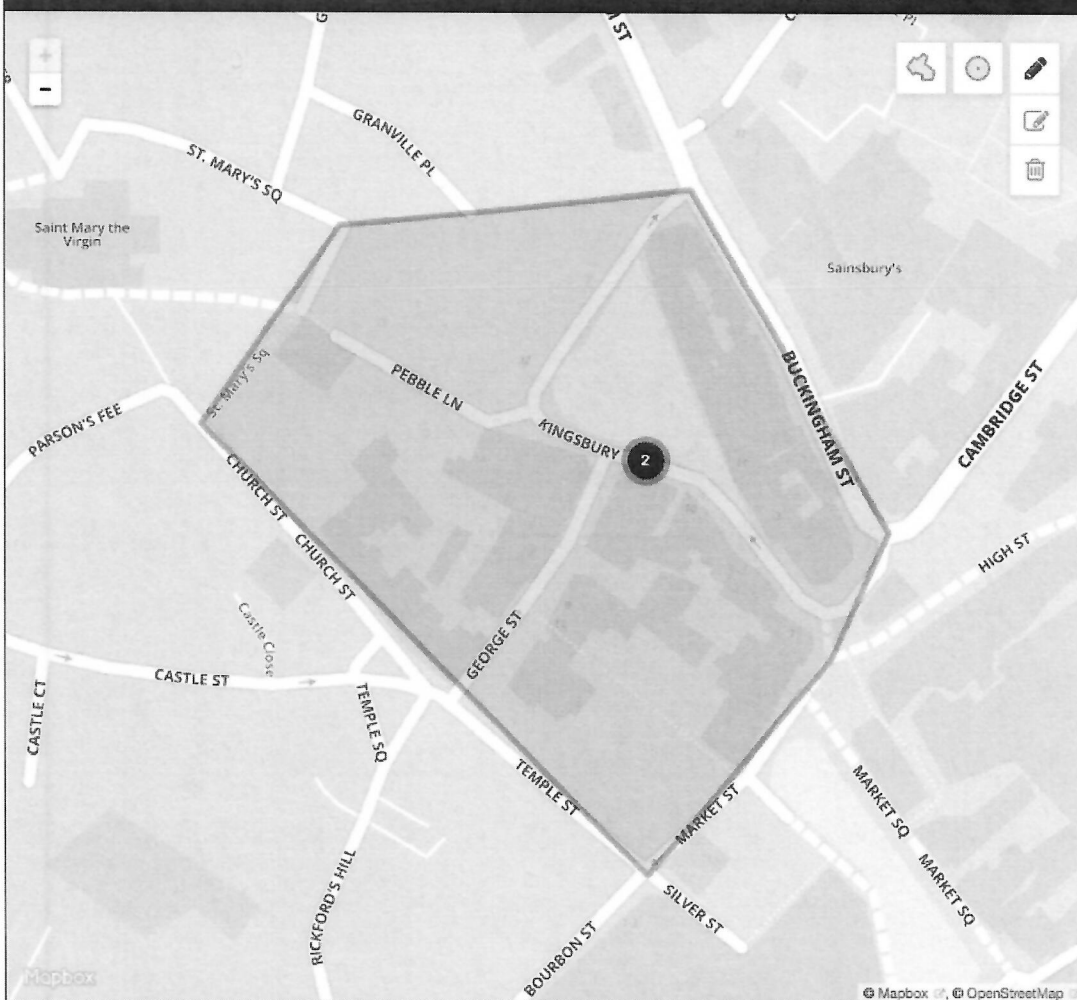 +
-
GRANVILLE PL
ST. MARY'S SQ
Saint Mary the
Virgin
Sainsbury's
St. Mary's Sq
PEBBLE LN
KINGSBURY
2
BUCKINGHAM ST
CAMBRIDGE ST
PARSON'S FEE
CHURCH ST
CHURCH ST
HIGH ST
Castle Close
GEORGE ST
CASTLE ST
CASTLE CT
TEMPLE SQ
TEMPLE ST
MARKET ST
MARKET SQ
MARKET SQ
RICKFORD'S HILL
SILVER ST
BOURBON ST
Mapbox
© Mapbox, © OpenStreetMap